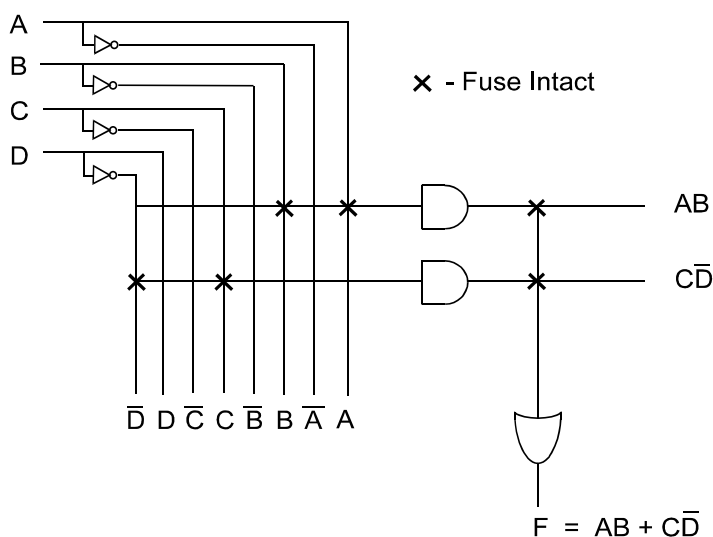 A
B
× - Fuse Intact
C
D
AB
CD̅
D̅ D C̅ C B̅ B A̅ A
F = AB + CD̅